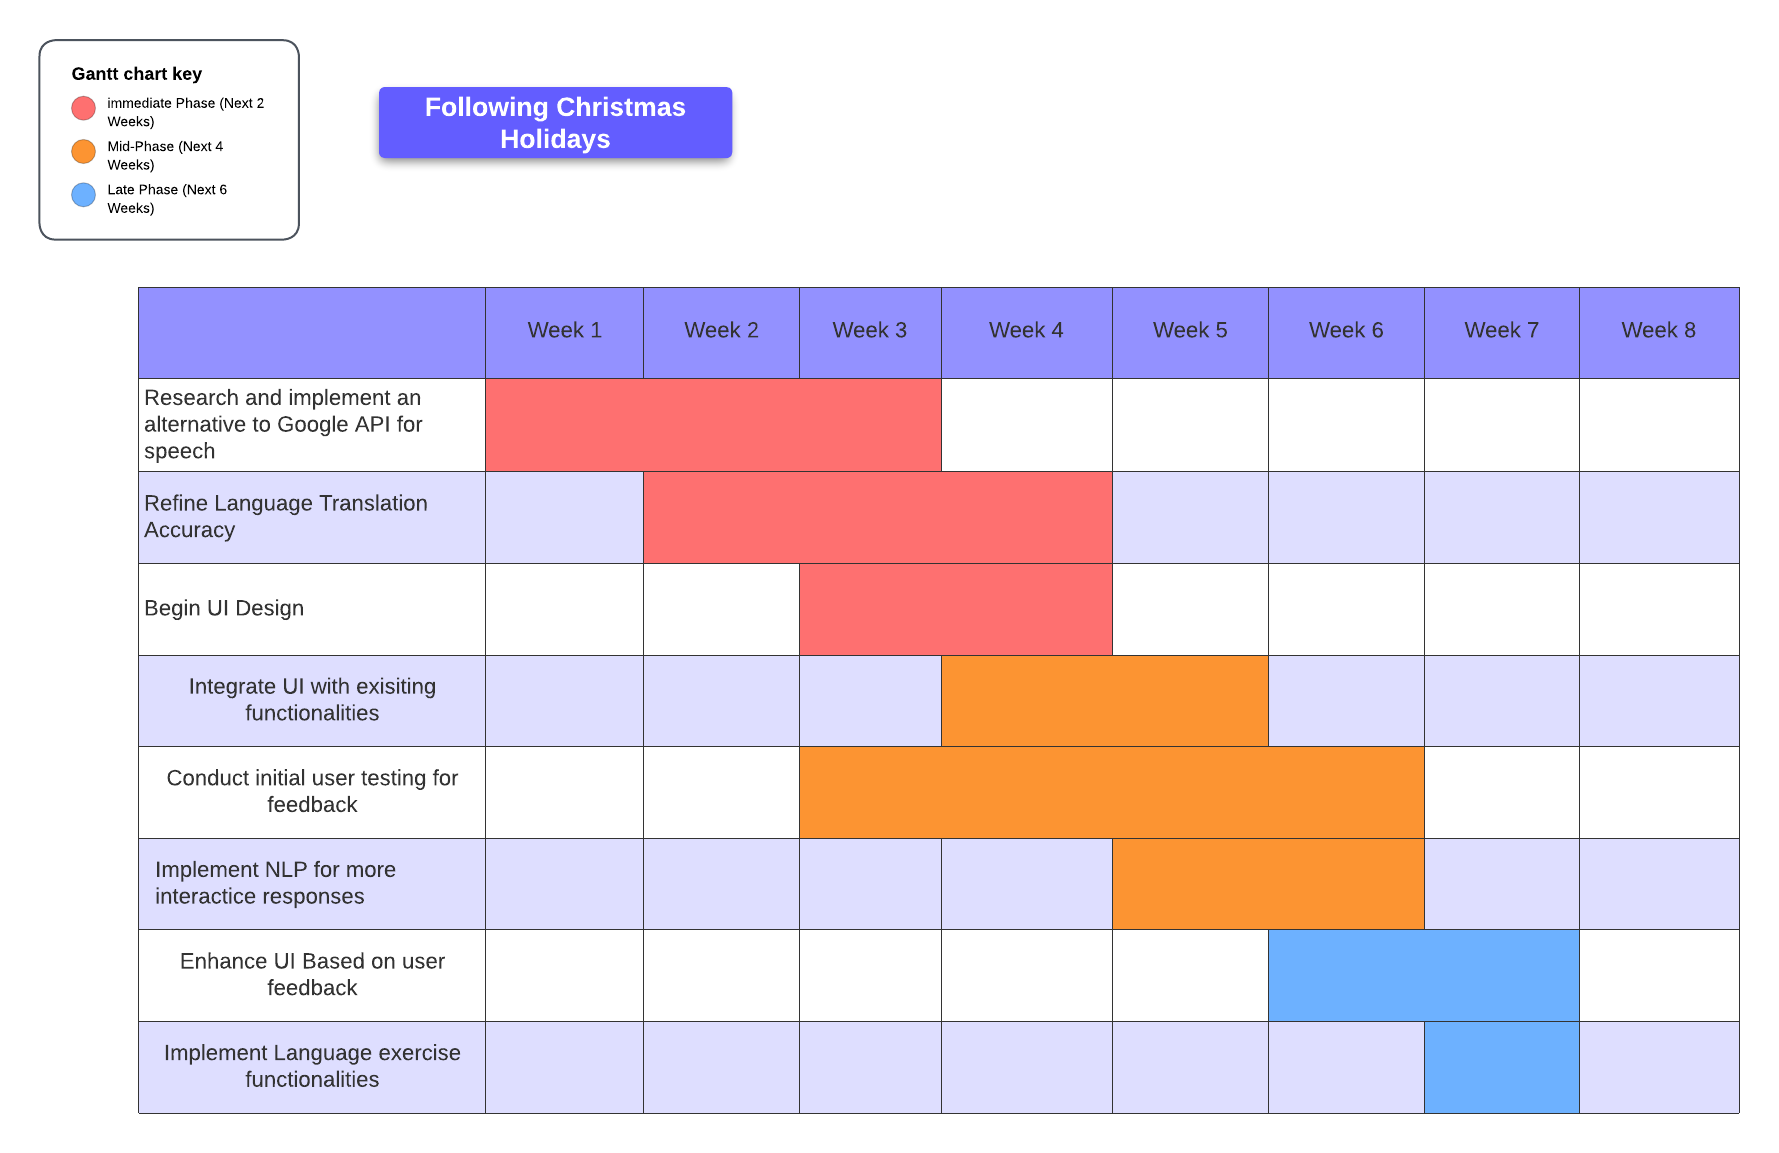 Gantt chart key
immediate Phase (Next 2
Weeks)
Mid-Phase (Next 4
Weeks)
Late Phase (Next 6
Weeks)
Following Christmas
Holidays
Week 1
Week 2
Week 3
Week 4
Week 5
Week 6
Week 7
Week 8
Research and implement an
alternative to Google API for
speech
Refine Language Translation
Accuracy
Begin UI Design
Integrate UI with exisiting
functionalities
Conduct initial user testing for
feedback
Implement NLP for more
interactice responses
Enhance UI Based on user
feedback
Implement Language exercise
functionalities